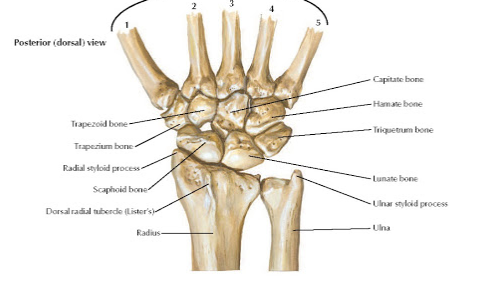 1 2 3 4 5
Posterior (dorsal) view
Capitate bone
Hamate bone
Trapezoid bone
Triquetrum bone
Trapezium bone
Radial styloid process
Lunate bone
Scaphoid bone
Ulnar styloid process
Dorsal radial tubercle (Lister's)
Ulna
Radius